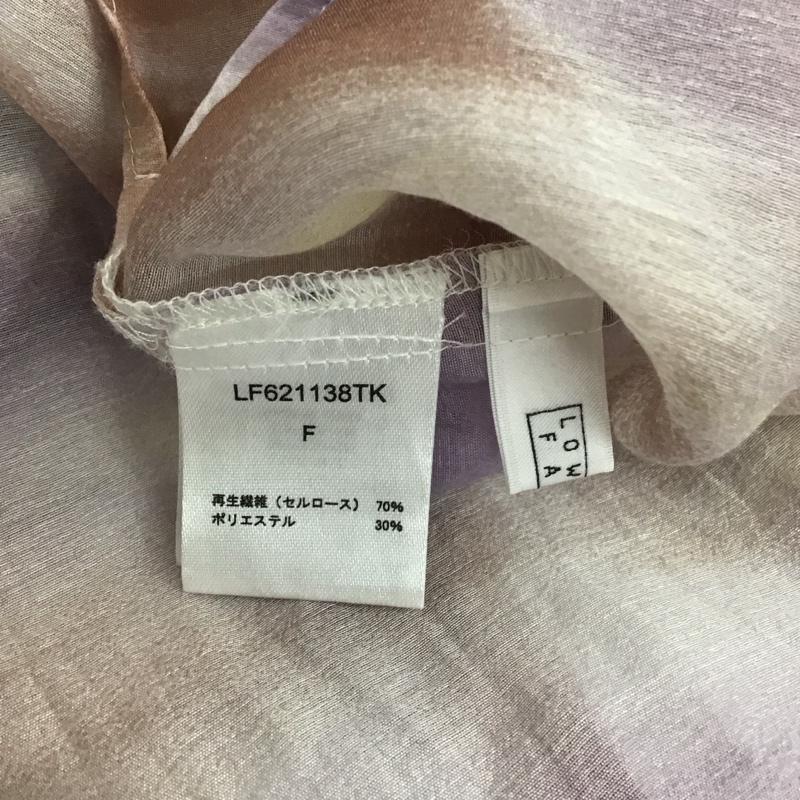 LF621138TK
F
再生繊維（セルロース） 70%
ポリエステル 30%
LOW
FA